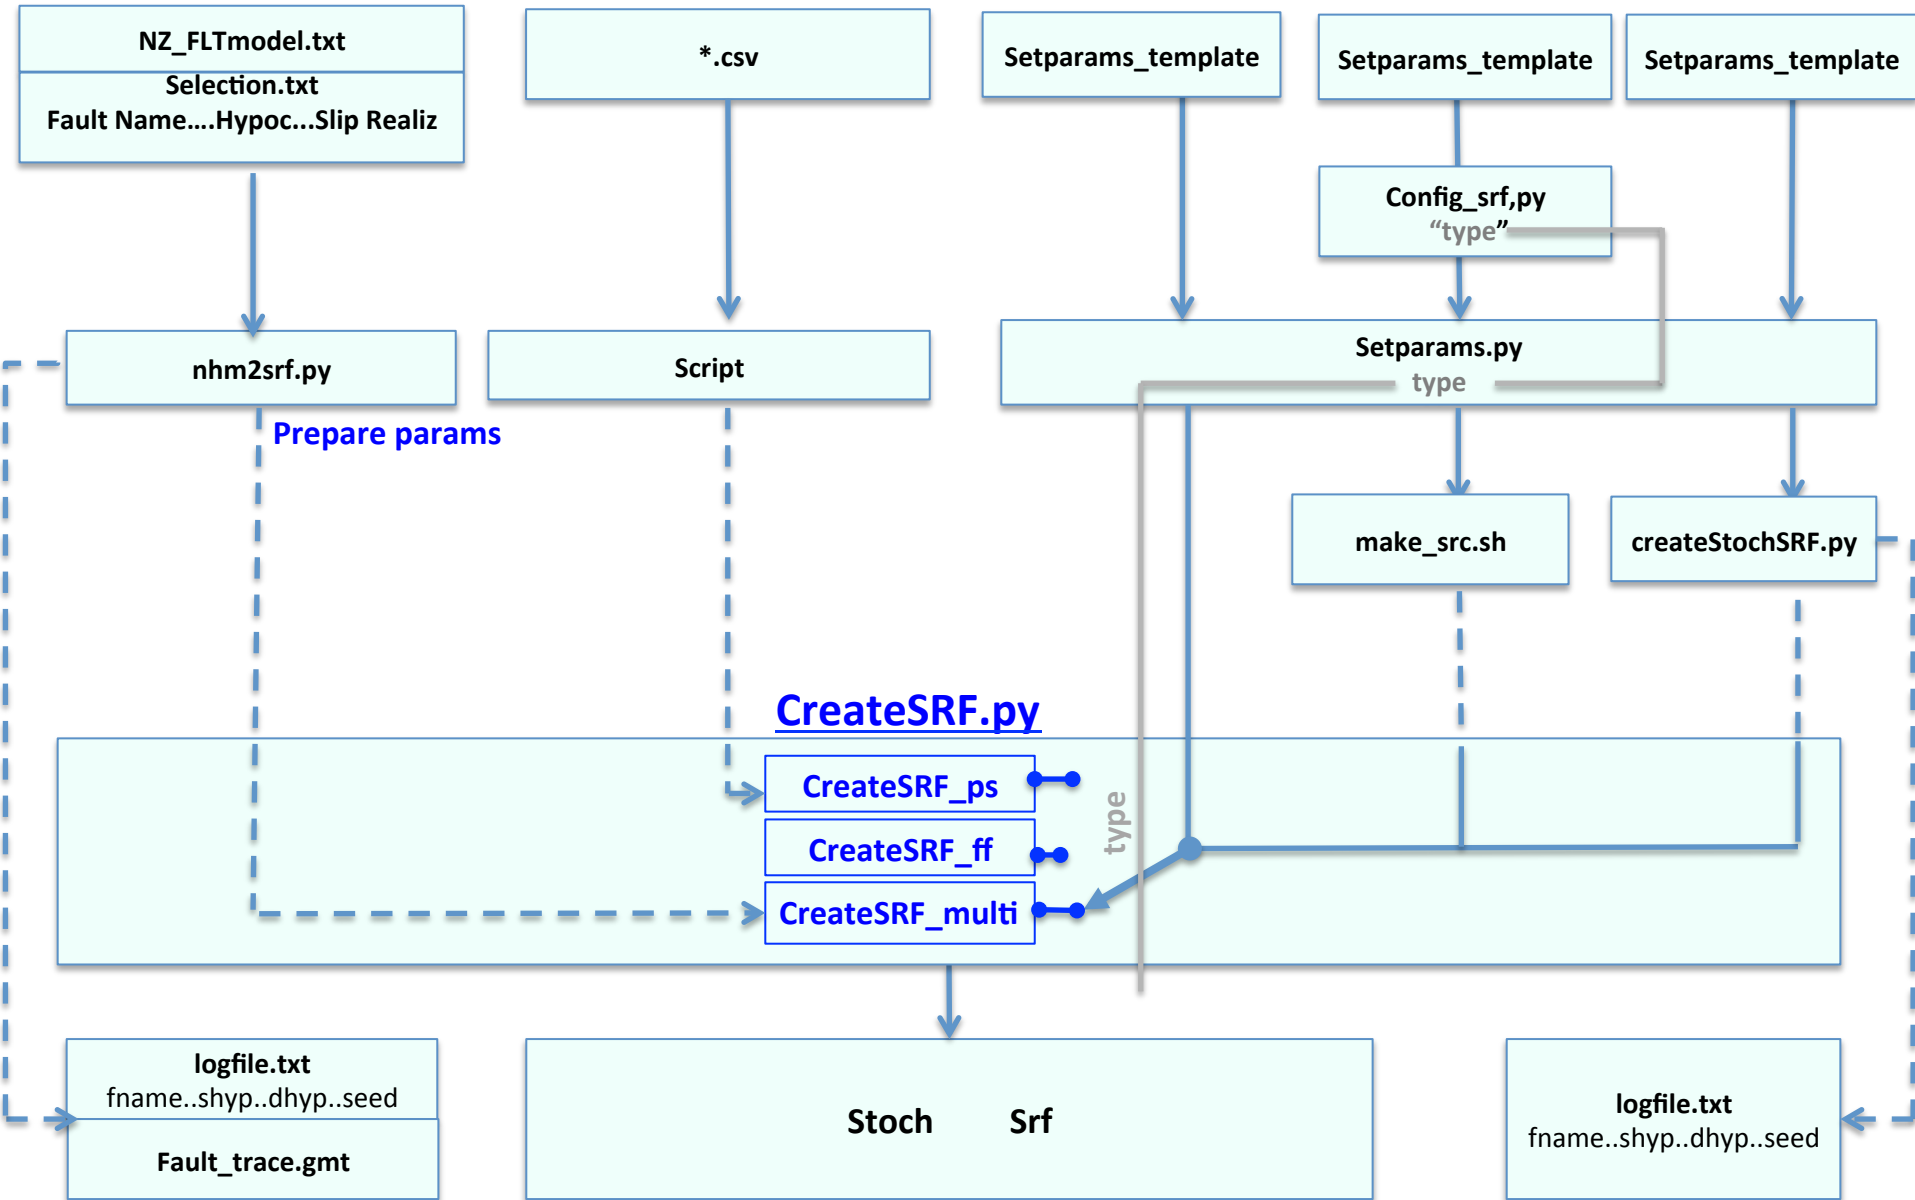 NZ_FLTmodel.txt
Selection.txt
Fault Name....Hypoc...Slip Realiz
*.csv
Setparams_template
Setparams_template
Setparams_template
Config_srf,py
“type”
nhm2srf.py
Script
Setparams.py
type
Prepare params
make_src.sh
createStochSRF.py
CreateSRF.py
CreateSRF_ps
CreateSRF_ff
CreateSRF_multi
type
logfile.txt
fname..shyp..dhyp..seed
Fault_trace.gmt
Stoch Srf
logfile.txt
fname..shyp..dhyp..seed